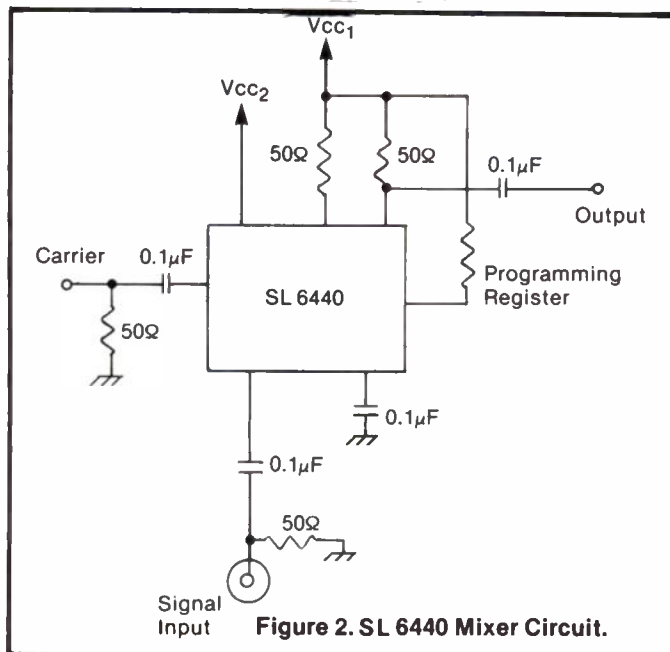 Vcc1
Vcc2
50Ω
50Ω
0.1µF
Output
Carrier
0.1µF
SL 6440
Programming
Register
50Ω
0.1µF
0.1µF
50Ω
Signal
Input
Figure 2. SL 6440 Mixer Circuit.